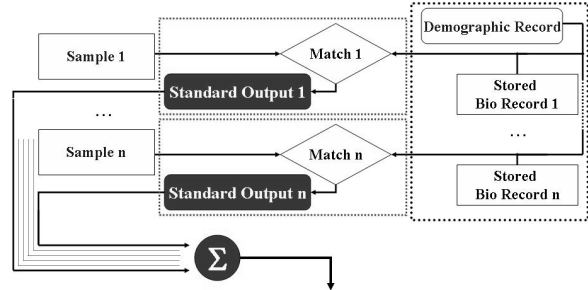 Demographic Record
Sample 1
Match 1
Standard Output 1
Stored
Bio Record 1
...
...
Sample n
Match n
Standard Output n
Stored
Bio Record n
Σ